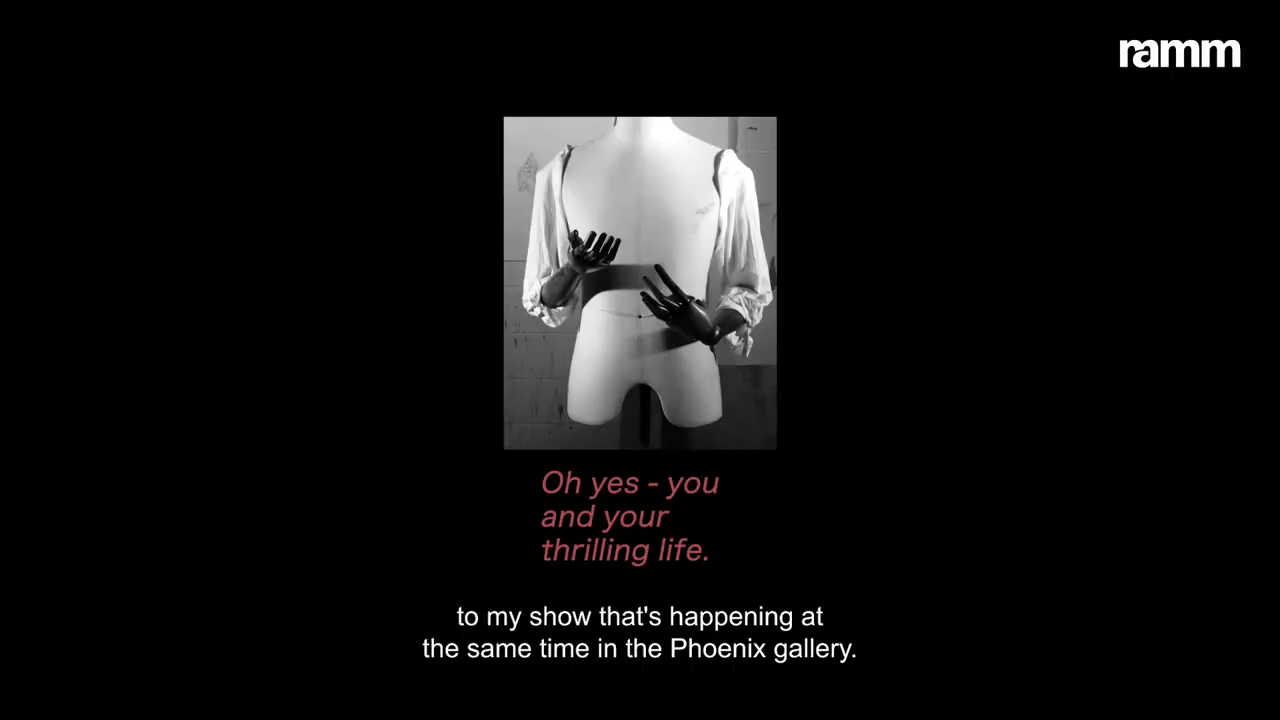 ramm
Oh yes - you
and your
thrilling life.
to my show that's happening at
the same time in the Phoenix gallery.